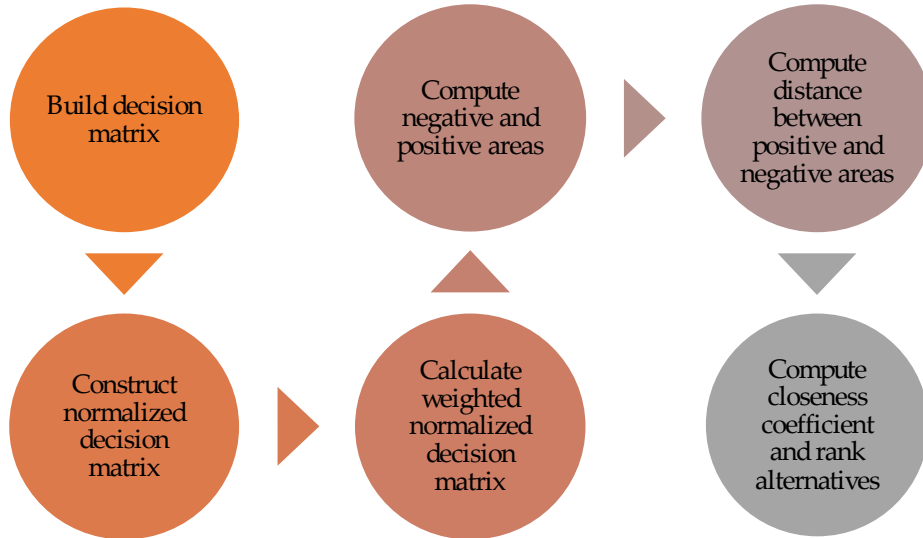 Build decision
matrix
Construct
normalized
decision
matrix
Calculate
weighted
normalized
decision
matrix
Compute
negative and
positive areas
Compute
distance
between
positive and
negative areas
Compute
closeness
coefficient
and rank
alternatives